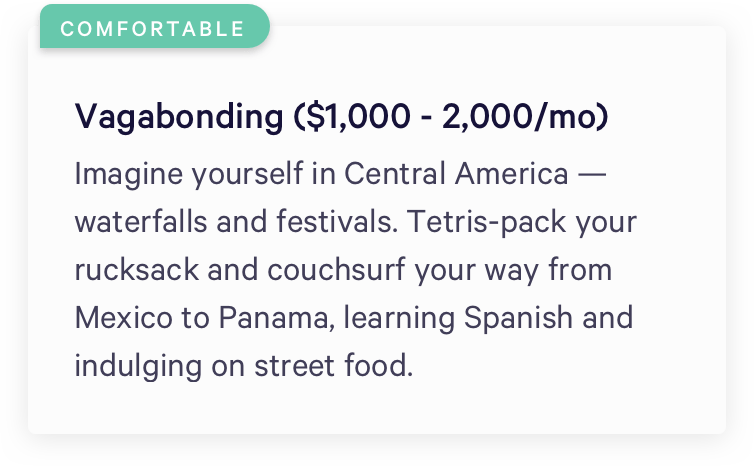 COMFORTABLE
Vagabonding ($1,000 - 2,000/mo)
Imagine yourself in Central America —
waterfalls and festivals. Tetris-pack your
rucksack and couchsurf your way from
Mexico to Panama, learning Spanish and
indulging on street food.